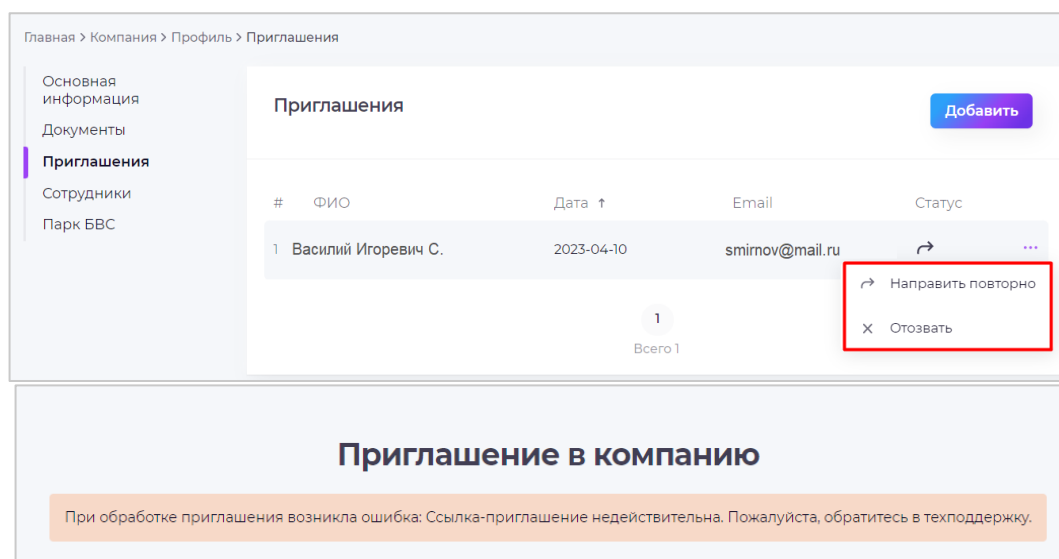 Главная > Компания > Профиль > Приглашения
Основная
информация
Документы
Приглашения
Сотрудники
Парк БВС
Приглашения
Добавить
# ФИО Дата ↑ Email Статус
1 Василий Игоревич С. 2023-04-10 smirnov@mail.ru
Направить повторно
Отозвать
1
Всего 1
Приглашение в компанию
При обработке приглашения возникла ошибка: Ссылка-приглашение недействительна. Пожалуйста, обратитесь в техподдержку.